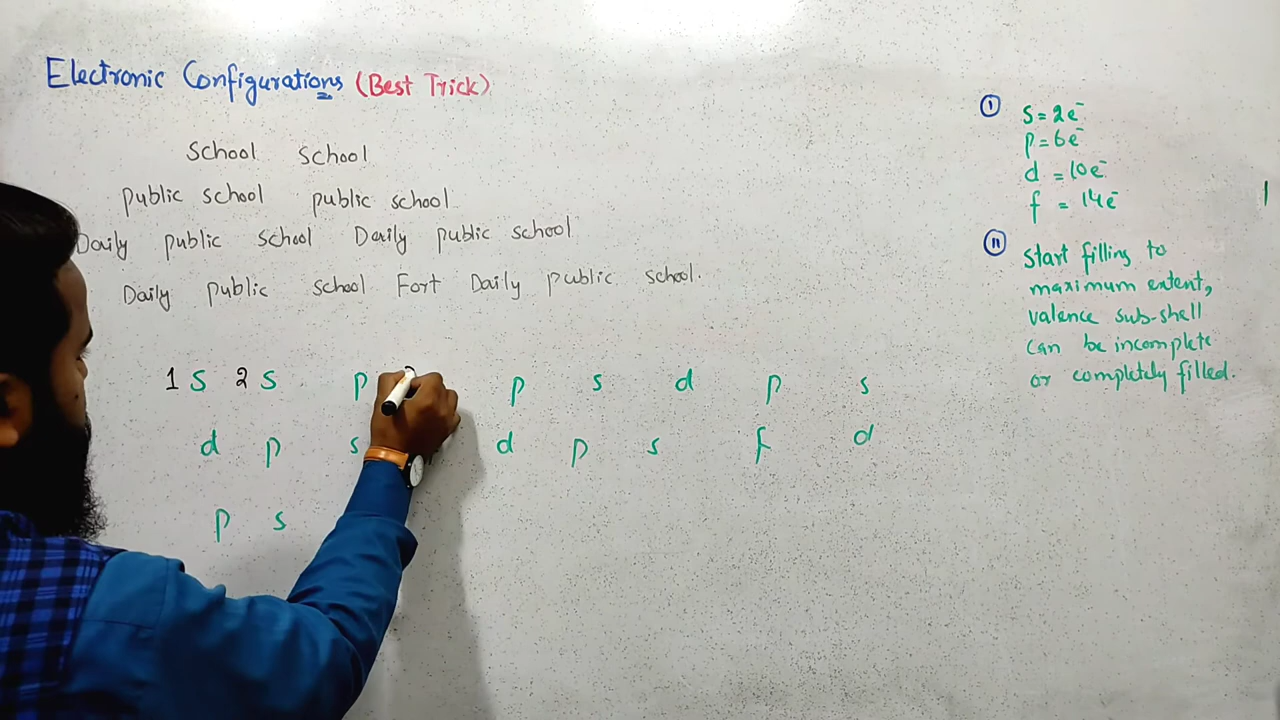 Electronic Configurations (Best Trick)
School School
public school public school
Daily public school Daily public school
Daily public school Fort Daily public school.
1 s 2 s p p s d p s
d p s d p s f d
p s
I s = 2e⁻
p = 6e⁻
d = 10e⁻
f = 14e⁻
II Start filling to
maximum extent,
valence sub-shell
can be incomplete
or completely filled.